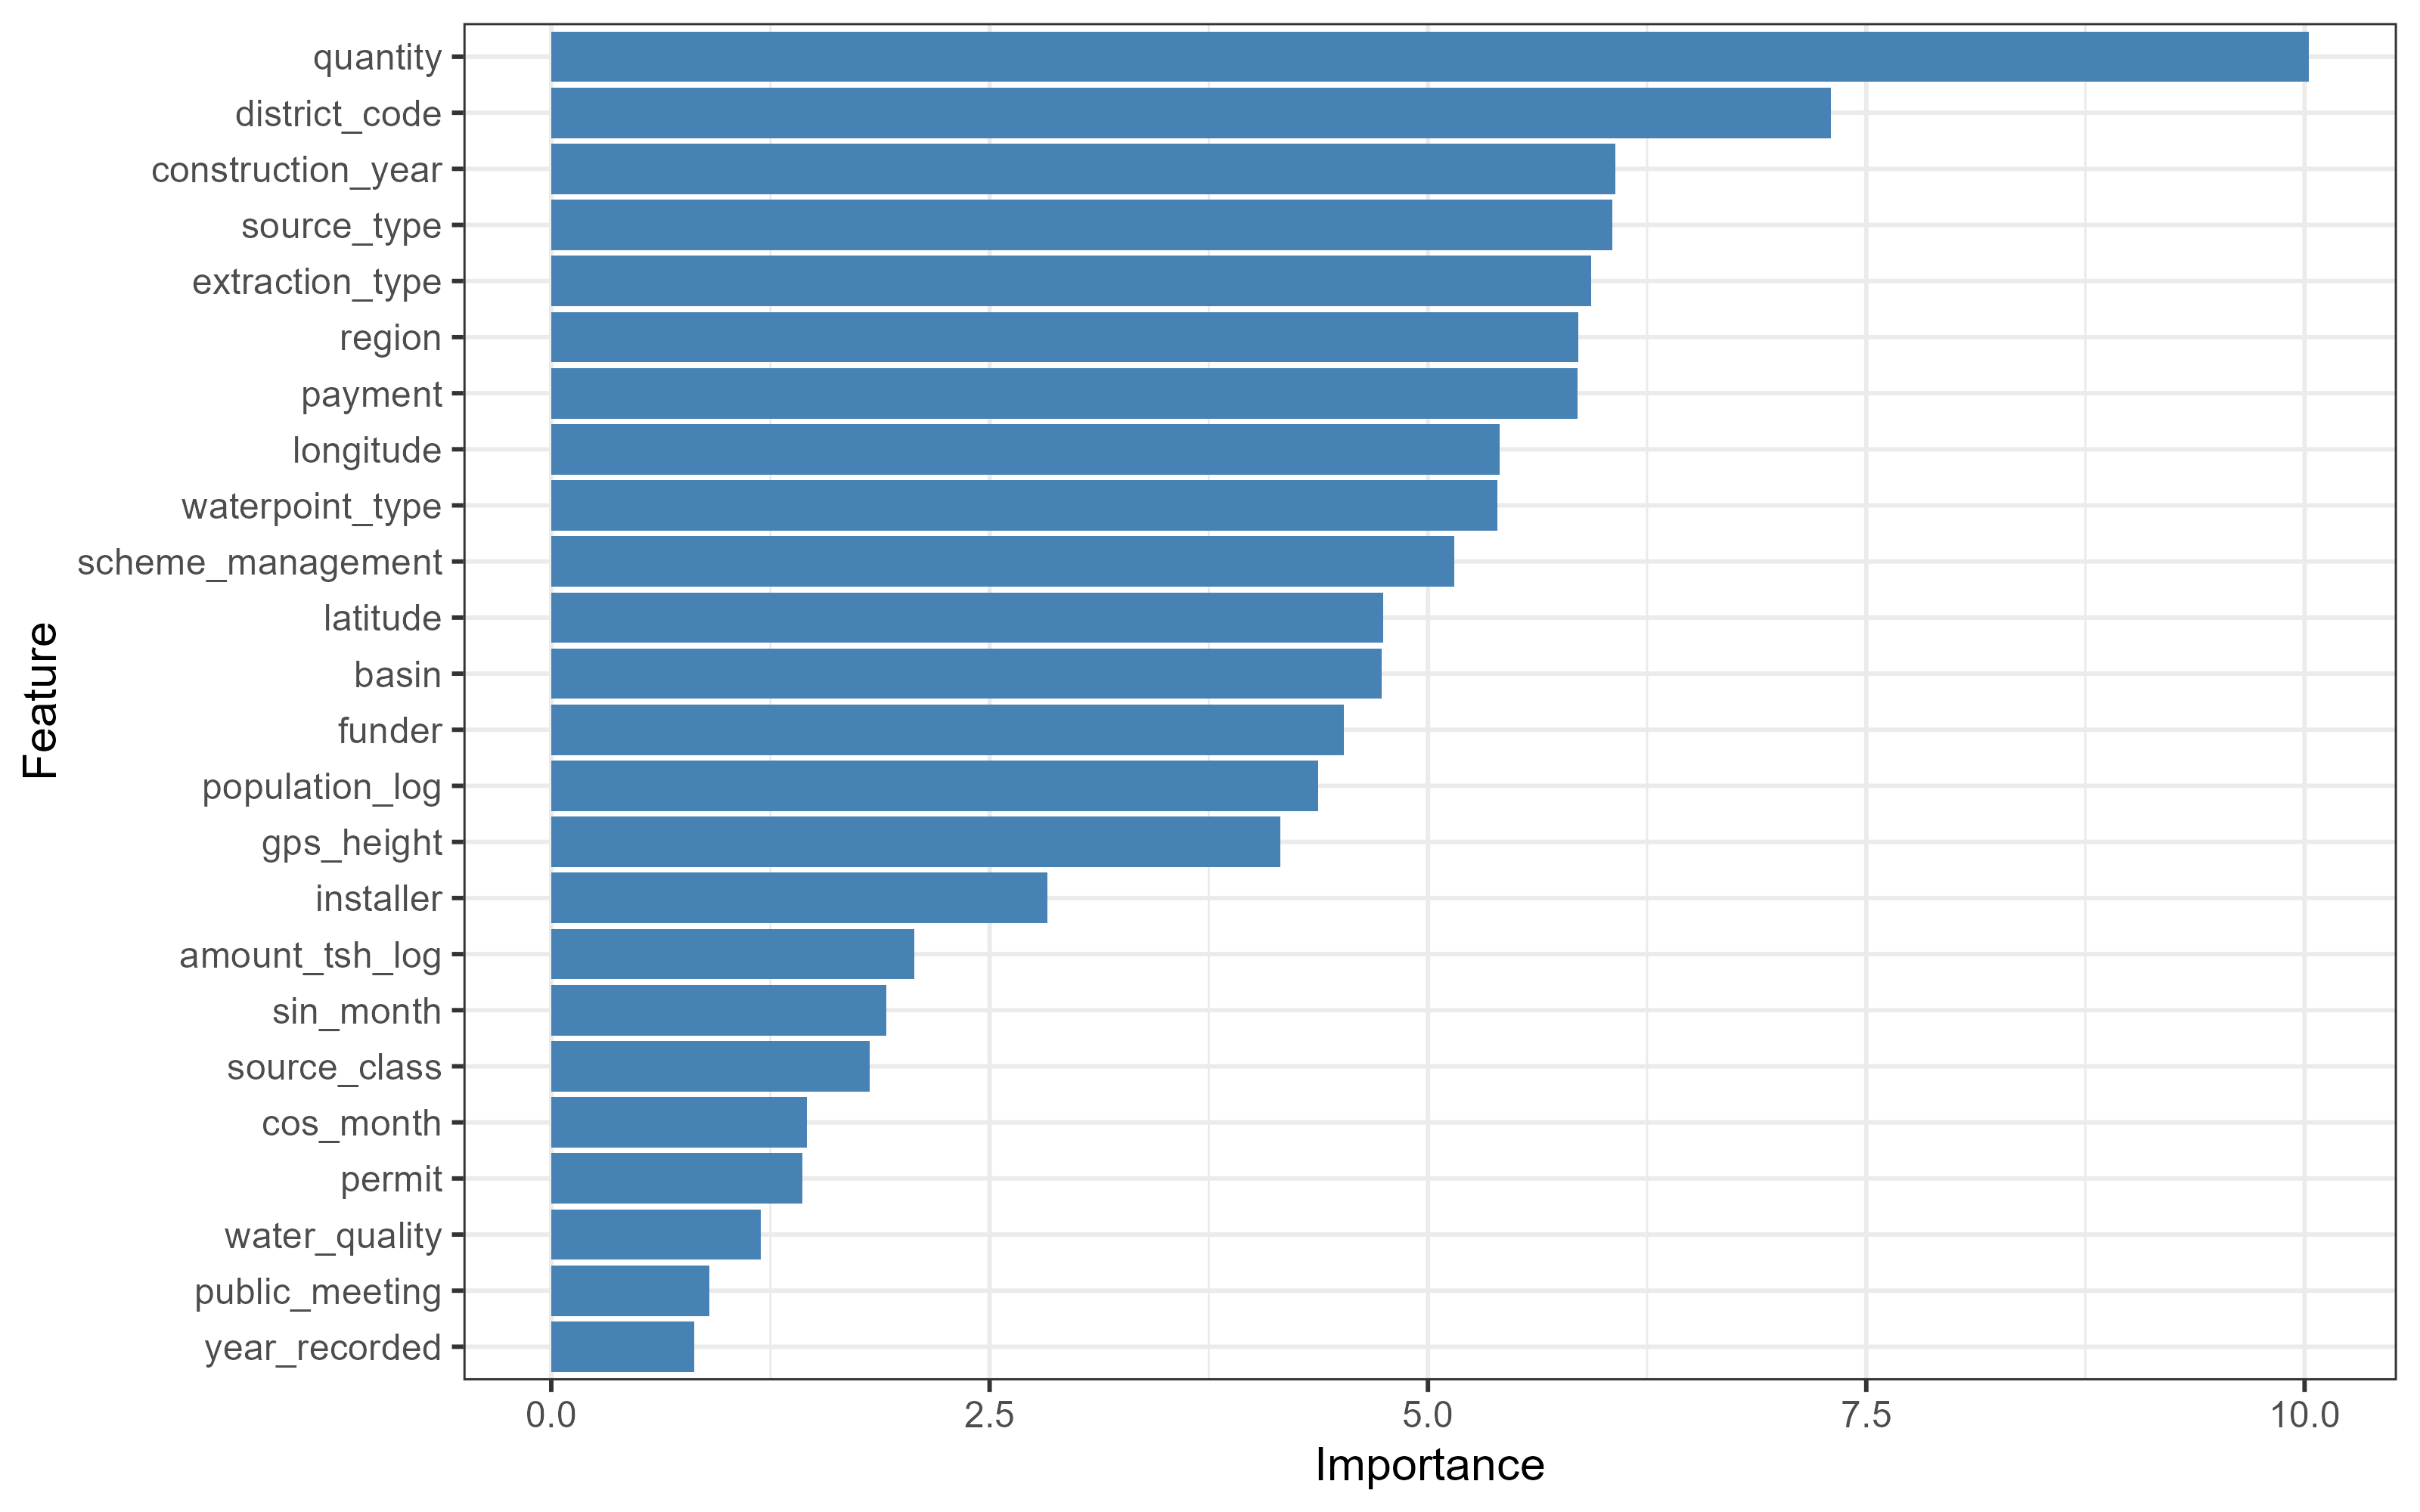 quantity
district_code
construction_year
source_type
extraction_type
region
payment
longitude
waterpoint_type
scheme_management
latitude
basin
funder
population_log
gps_height
installer
amount_tsh_log
sin_month
source_class
cos_month
permit
water_quality
public_meeting
year_recorded
Feature
0.0 2.5 5.0 7.5 10.0
Importance